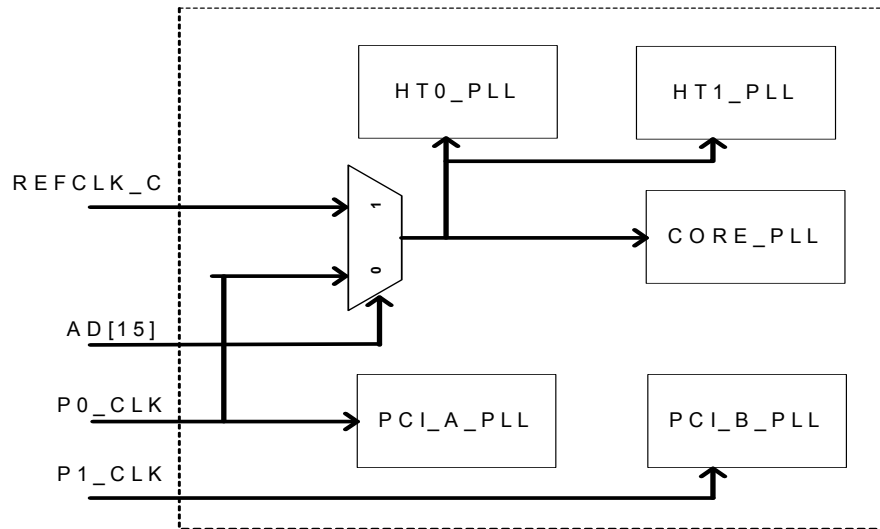 HT0_PLL
HT1_PLL
REFCLK_C
1
CORE_PLL
0
AD[15]
P0_CLK
PCI_A_PLL
PCI_B_PLL
P1_CLK